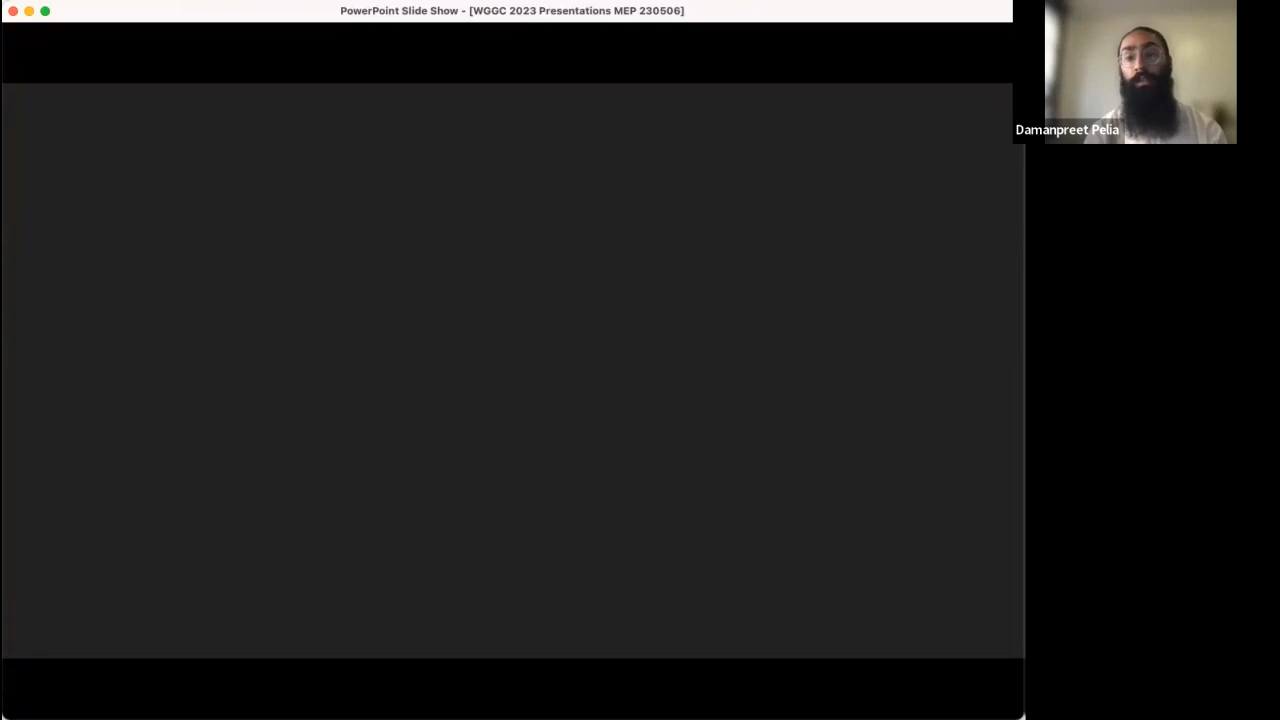 PowerPoint Slide Show - [WGGC 2023 Presentations MEP 230506]
Damanpreet Pelia